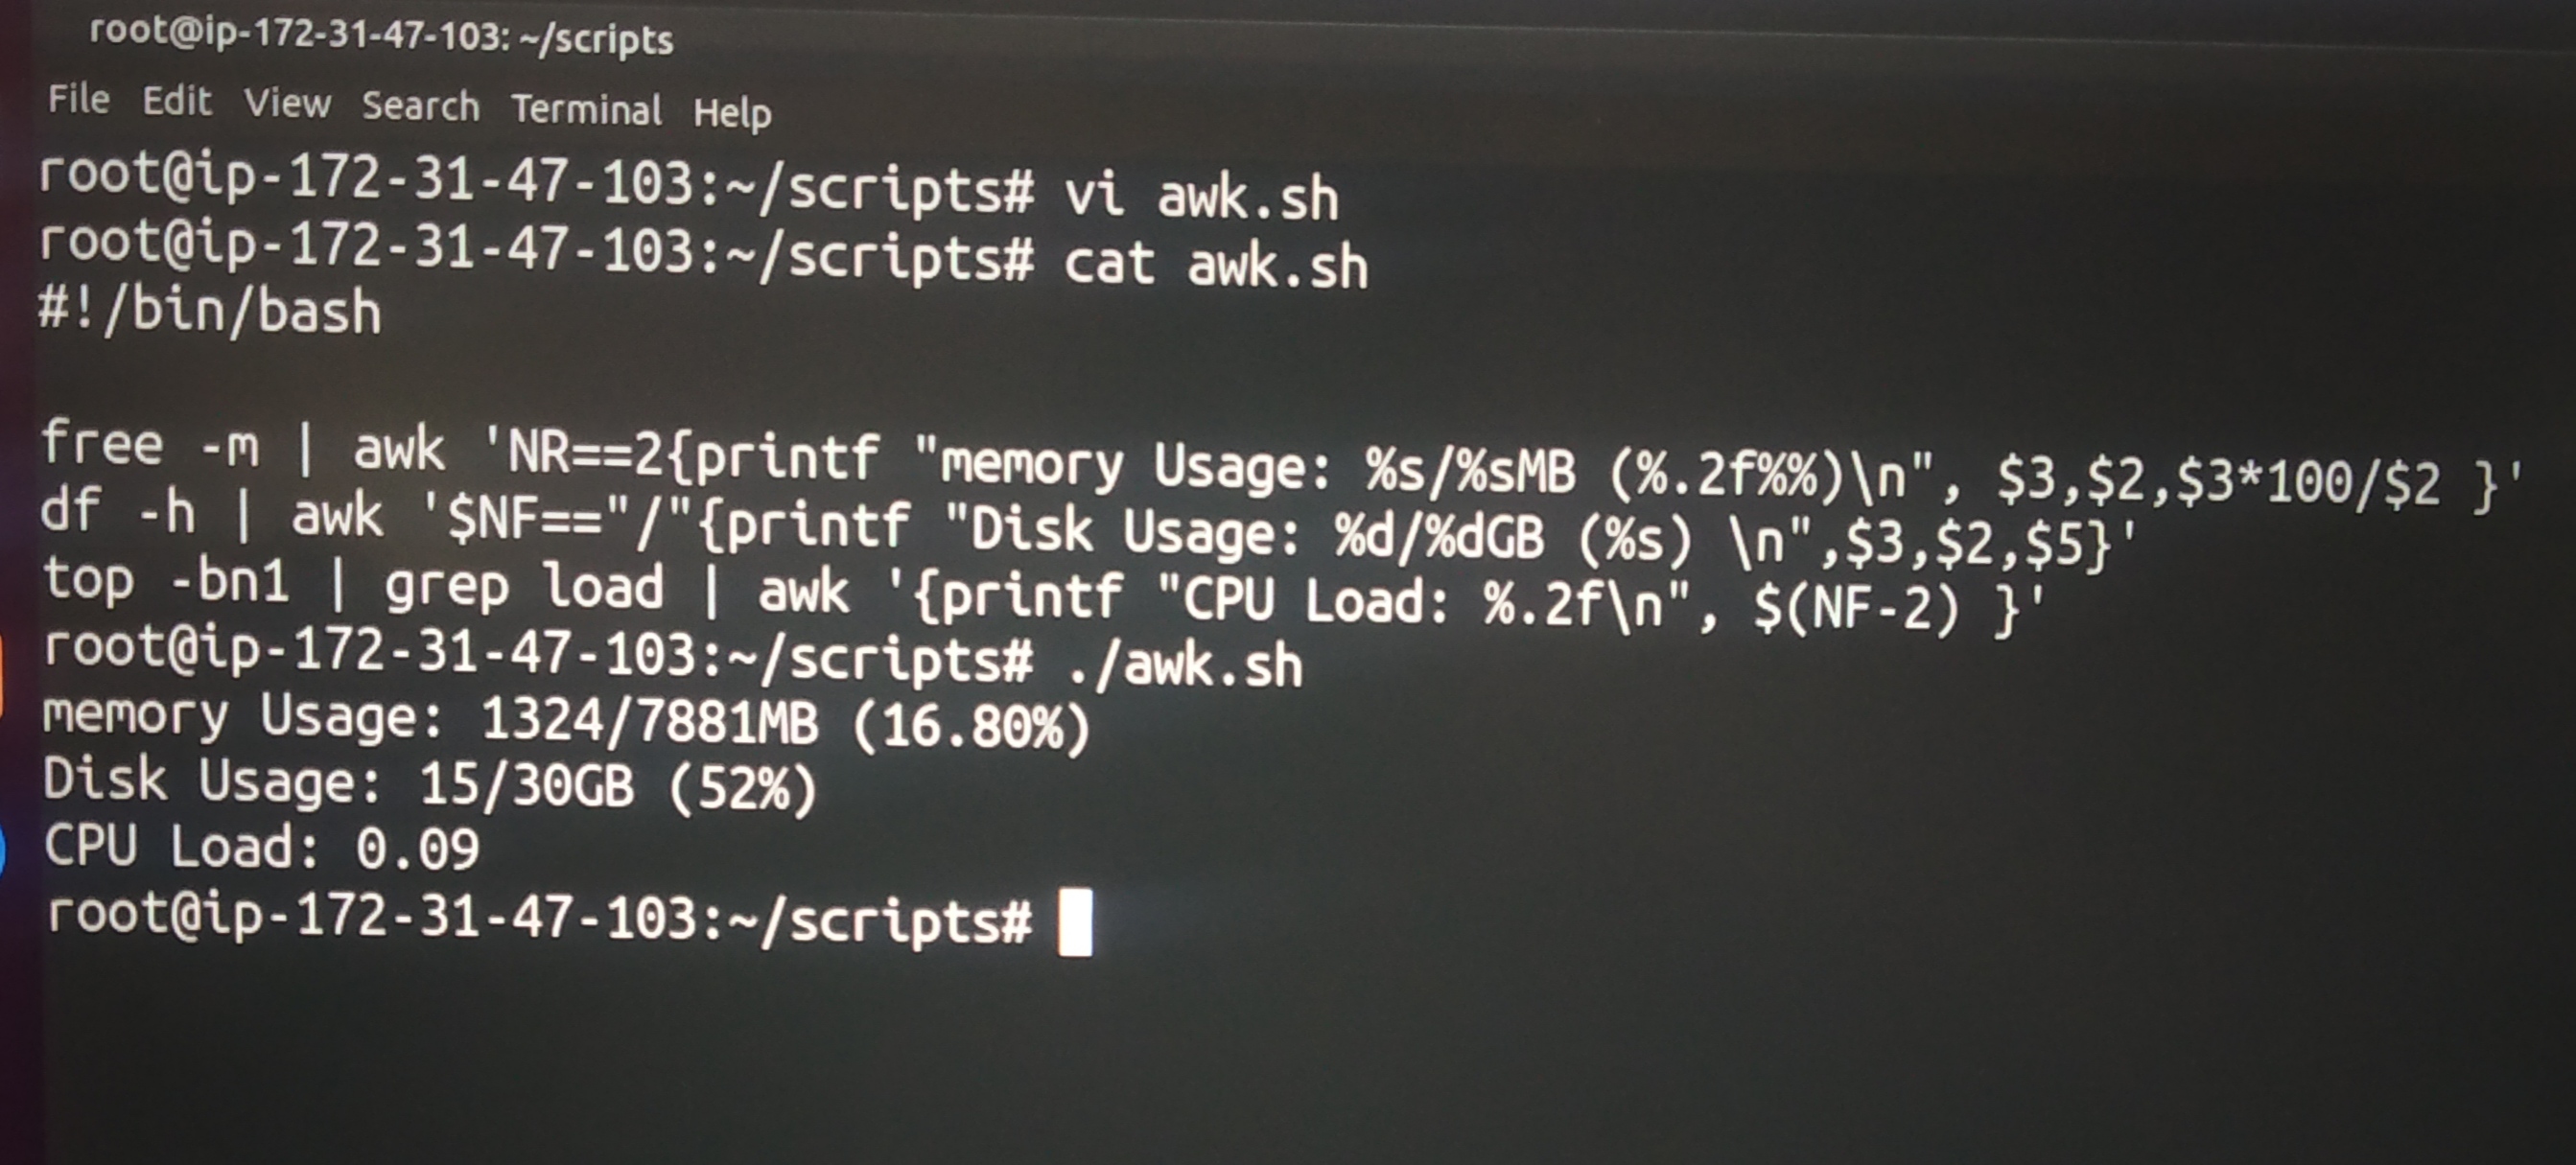 root@ip-172-31-47-103: ~/scripts
File Edit View Search Terminal Help
root@ip-172-31-47-103:~/scripts# vi awk.sh
root@ip-172-31-47-103:~/scripts# cat awk.sh
#!/bin/bash
free -m | awk 'NR==2{printf "memory Usage: %s/%sMB (%.2f%%)\n", $3,$2,$3*100/$2 }'
df -h | awk '$NF=="/"{printf "Disk Usage: %d/%dGB (%s) \n",$3,$2,$5}'
top -bn1 | grep load | awk '{printf "CPU Load: %.2f\n", $(NF-2) }'
root@ip-172-31-47-103:~/scripts# ./awk.sh
memory Usage: 1324/7881MB (16.80%)
Disk Usage: 15/30GB (52%)
CPU Load: 0.09
root@ip-172-31-47-103:~/scripts#